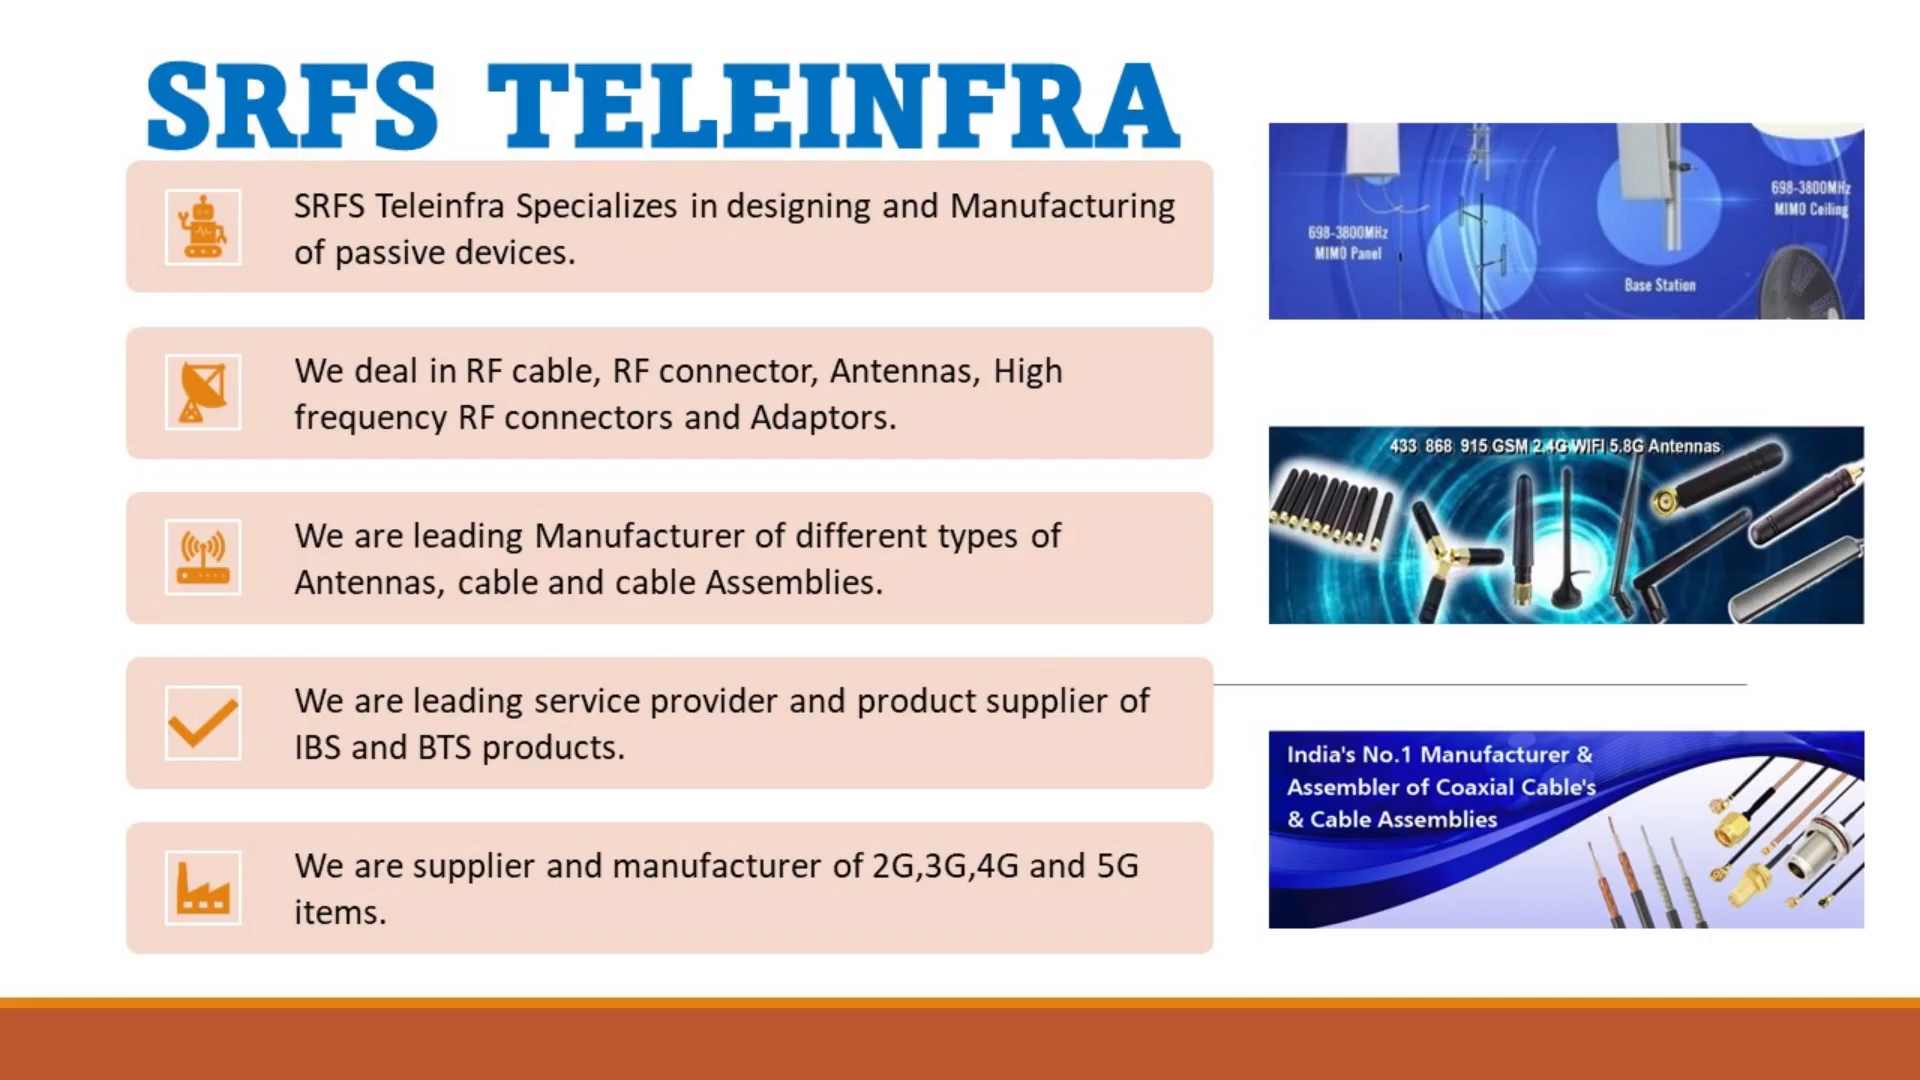 SRFS TELEINFRA
SRFS Teleinfra Specializes in designing and Manufacturing
of passive devices.
We deal in RF cable, RF connector, Antennas, High
frequency RF connectors and Adaptors.
We are leading Manufacturer of different types of
Antennas, cable and cable Assemblies.
We are leading service provider and product supplier of
IBS and BTS products.
We are supplier and manufacturer of 2G,3G,4G and 5G
items.
698-3800MHz
MIMO Panel
Base Station
698-3800MHz
MIMO Ceiling
433 868 915 GSM 2.4G WIFI 5.8G Antennas
India's No.1 Manufacturer &
Assembler of Coaxial Cable's
& Cable Assemblies